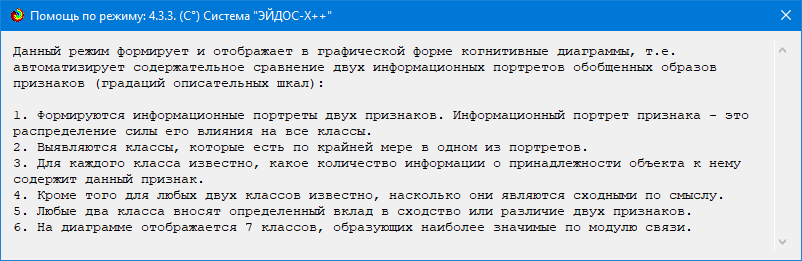 Помощь по режиму: 4.3.3. (C°) Система "ЭЙДОС-X++"
Данный режим формирует и отображает в графической форме когнитивные диаграммы, т.е.
автоматизирует содержательное сравнение двух информационных портретов обобщенных образов
признаков (градаций описательных шкал):
1. Формируются информационные портреты двух признаков. Информационный портрет признака – это
распределение силы его влияния на все классы.
2. Выявляются классы, которые есть по крайней мере в одном из портретов.
3. Для каждого класса известно, какое количество информации о принадлежности объекта к нему
содержит данный признак.
4. Кроме того для любых двух классов известно, насколько они являются сходными по смыслу.
5. Любые два класса вносят определенный вклад в сходство или различие двух признаков.
6. На диаграмме отображается 7 классов, образующих наиболее значимые по модулю связи.